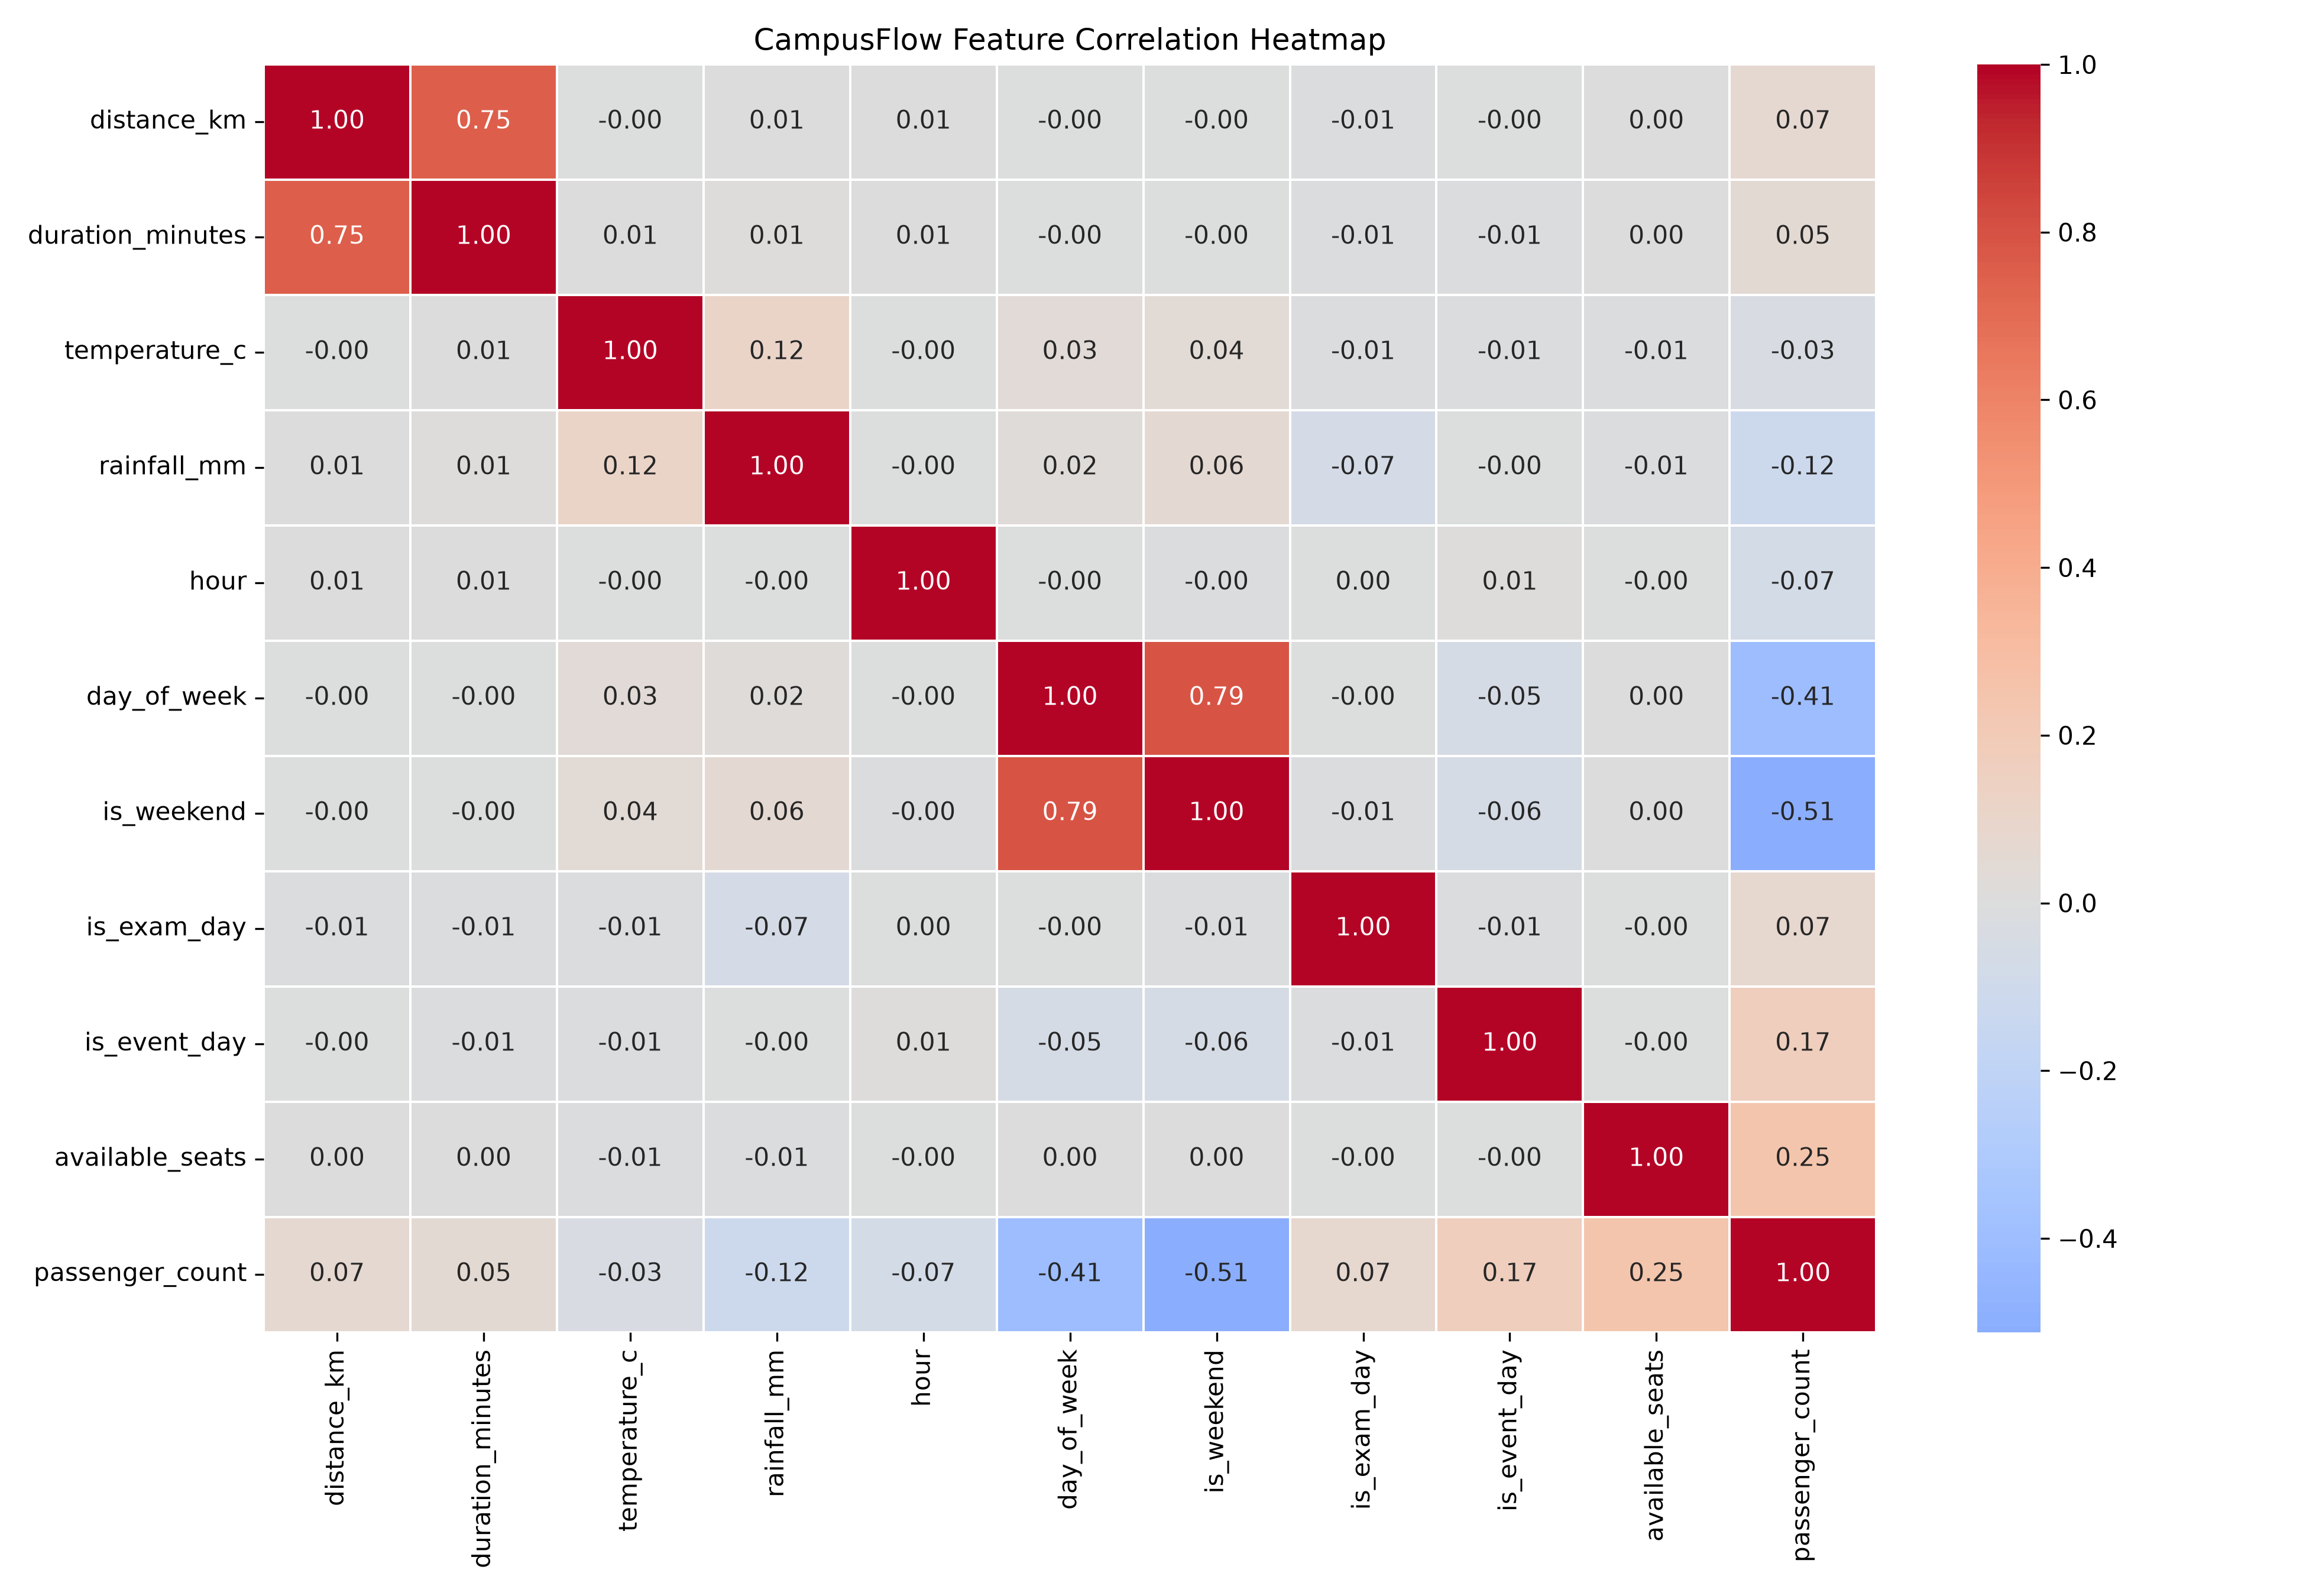 CampusFlow Feature Correlation Heatmap
distance_km 1.00 0.75 -0.00 0.01 0.01 -0.00 -0.00 -0.01 -0.00 0.00 0.07
duration_minutes 0.75 1.00 0.01 0.01 0.01 -0.00 -0.00 -0.01 -0.01 0.00 0.05
temperature_c -0.00 0.01 1.00 0.12 -0.00 0.03 0.04 -0.01 -0.01 -0.01 -0.03
rainfall_mm 0.01 0.01 0.12 1.00 -0.00 0.02 0.06 -0.07 -0.00 -0.01 -0.12
hour 0.01 0.01 -0.00 -0.00 1.00 -0.00 -0.00 0.00 0.01 -0.00 -0.07
day_of_week -0.00 -0.00 0.03 0.02 -0.00 1.00 0.79 -0.00 -0.05 0.00 -0.41
is_weekend -0.00 -0.00 0.04 0.06 -0.00 0.79 1.00 -0.01 -0.06 0.00 -0.51
is_exam_day -0.01 -0.01 -0.01 -0.07 0.00 -0.00 -0.01 1.00 -0.01 -0.00 0.07
is_event_day -0.00 -0.01 -0.01 -0.00 0.01 -0.05 -0.06 -0.01 1.00 -0.00 0.17
available_seats 0.00 0.00 -0.01 -0.01 -0.00 0.00 0.00 -0.00 -0.00 1.00 0.25
passenger_count 0.07 0.05 -0.03 -0.12 -0.07 -0.41 -0.51 0.07 0.17 0.25 1.00
distance_km
duration_minutes
temperature_c
rainfall_mm
hour
day_of_week
is_weekend
is_exam_day
is_event_day
available_seats
passenger_count
1.0
0.8
0.6
0.4
0.2
0.0
−0.2
−0.4